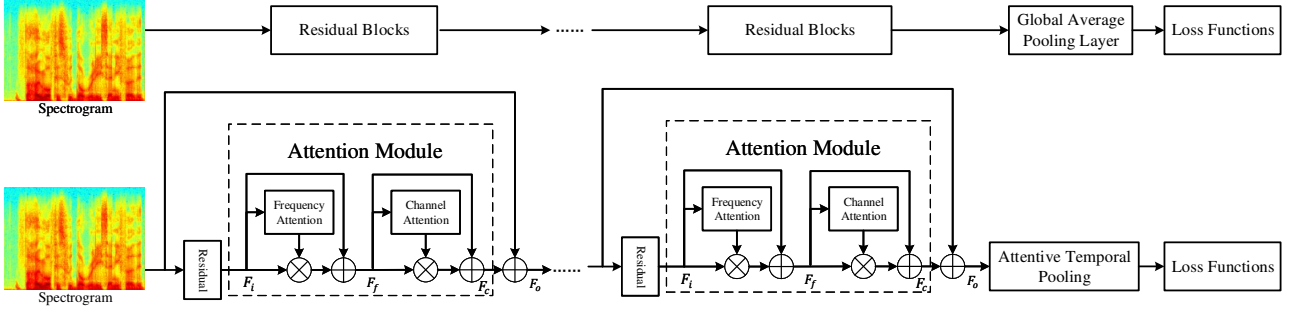 Residual Blocks
......
Residual Blocks
Global Average
Pooling Layer
Loss Functions
Spectrogram
Attention Module
Frequency
Attention
Channel
Attention
Residual
F_i
F_f
F_c
F_o
......
Attention Module
Frequency
Attention
Channel
Attention
Residual
F_i
F_f
F_c
F_o
Attentive Temporal
Pooling
Loss Functions
Spectrogram